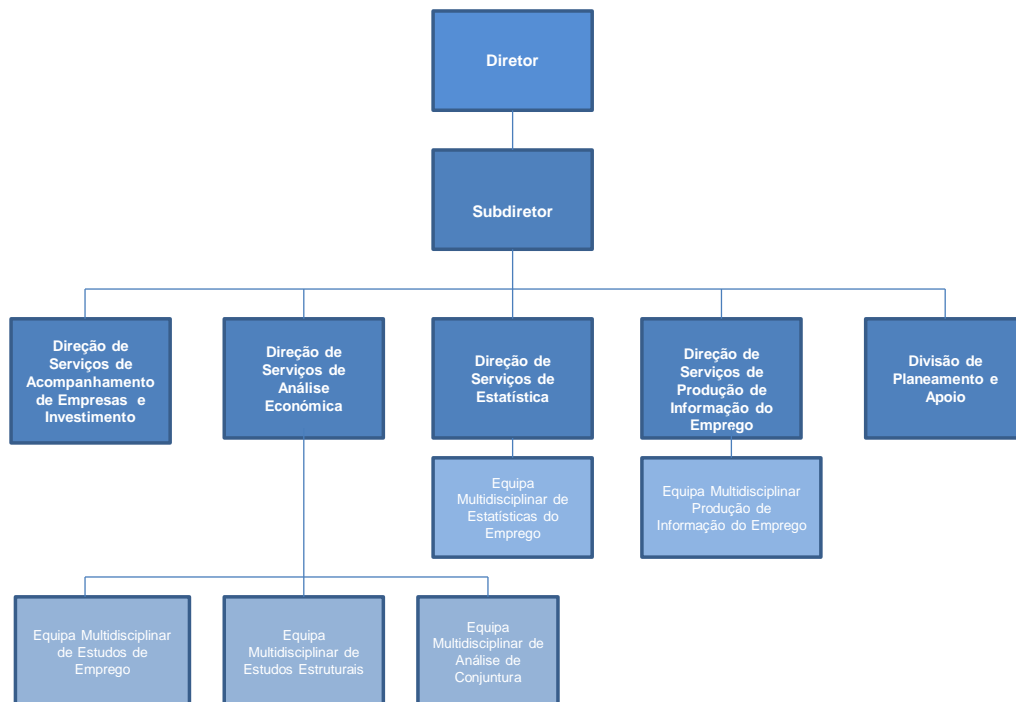 Diretor
Subdiretor
Direção de
Serviços de
Acompanhamento
de Empresas e
Investimento
Direção de
Serviços de
Análise
Económica
Direção de
Serviços de
Estatística
Direção de
Serviços de
Produção de
Informação do
Emprego
Divisão de
Planeamento e
Apoio
Equipa
Multidisciplinar de
Estatísticas do
Emprego
Equipa Multidisciplinar
Produção de
Informação do Emprego
Equipa Multidisciplinar
de Estudos de
Emprego
Equipa
Multidisciplinar de
Estudos Estruturais
Equipa
Multidisciplinar de
Análise de
Conjuntura